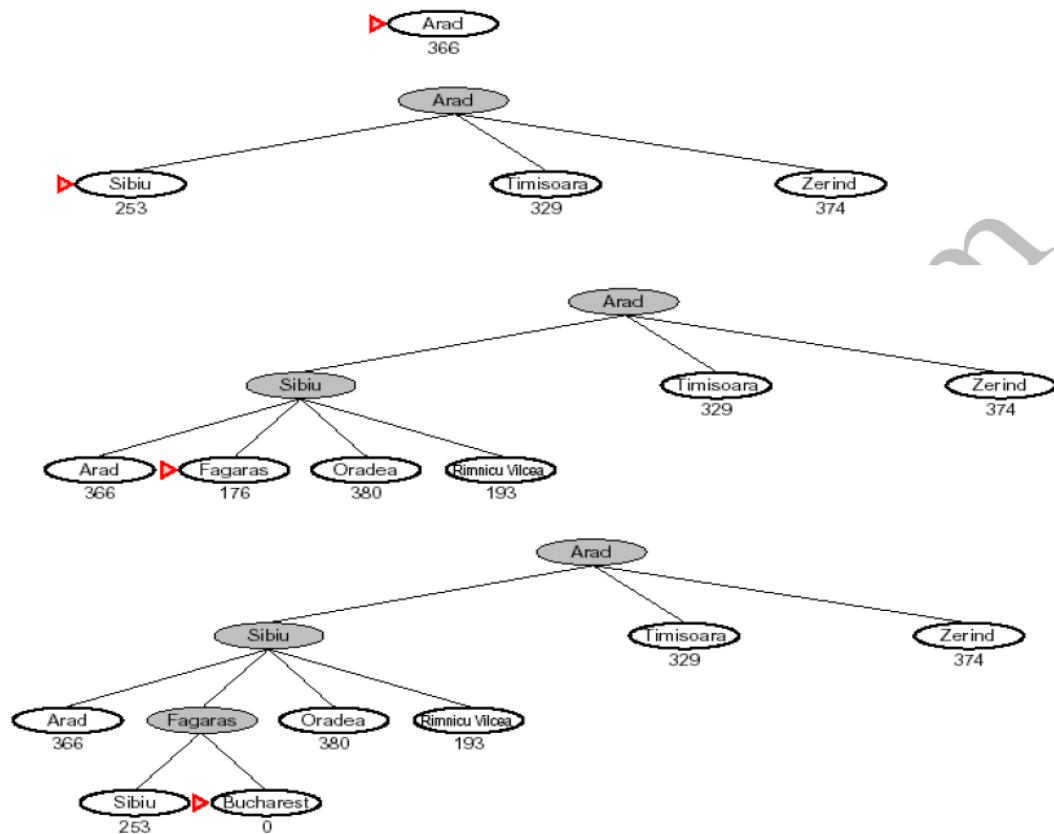 Arad
366
Arad
Sibiu Timisoara Zerind
253 329 374
Arad
Sibiu Timisoara Zerind
329 374
Arad Fagaras Oradea Rimnicu Vilcea
366 176 380 193
Arad
Sibiu Timisoara Zerind
329 374
Arad Fagaras Oradea Rimnicu Vilcea
366 380 193
Sibiu Bucharest
253 0